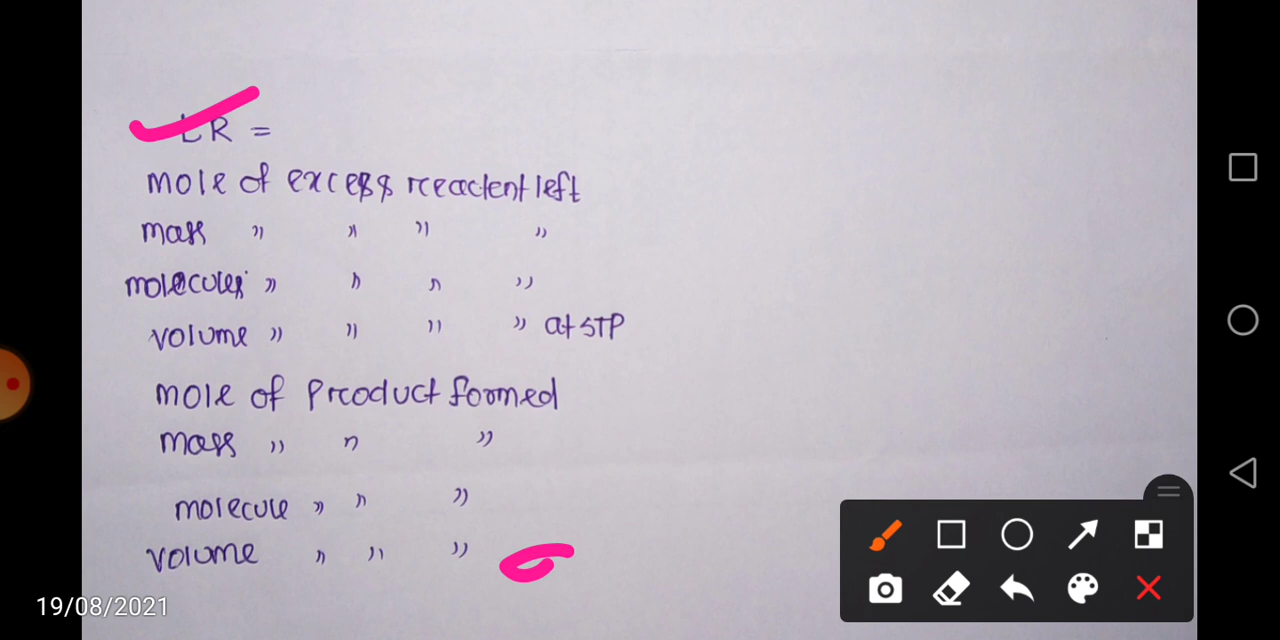 LR =
mole of excess reactent left
mass " " " "
molecules " " " "
volume " " " " at STP
mole of Product formed
mass " " "
molecule " " "
volume " " "
19/08/2021